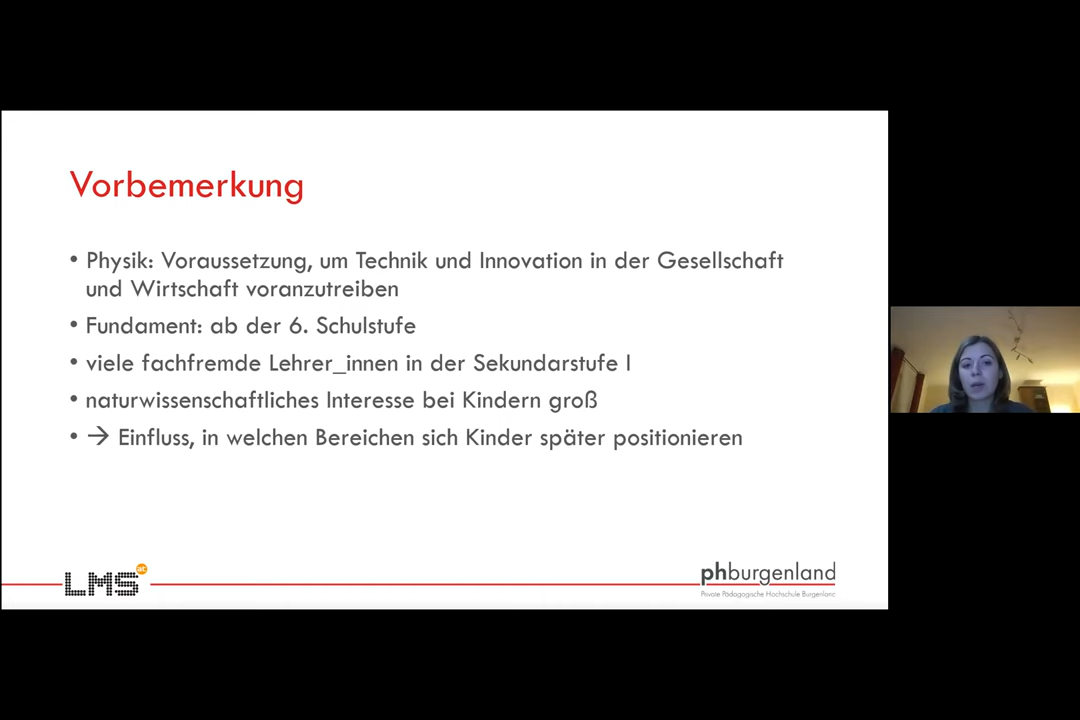 Vorbemerkung
• Physik: Voraussetzung, um Technik und Innovation in der Gesellschaft
und Wirtschaft voranzutreiben
• Fundament: ab der 6. Schulstufe
• viele fachfremde Lehrer_innen in der Sekundarstufe I
• naturwissenschaftliches Interesse bei Kindern groß
• → Einfluss, in welchen Bereichen sich Kinder später positionieren
LMS at
phburgenland
Private Pädagogische Hochschule Burgenland